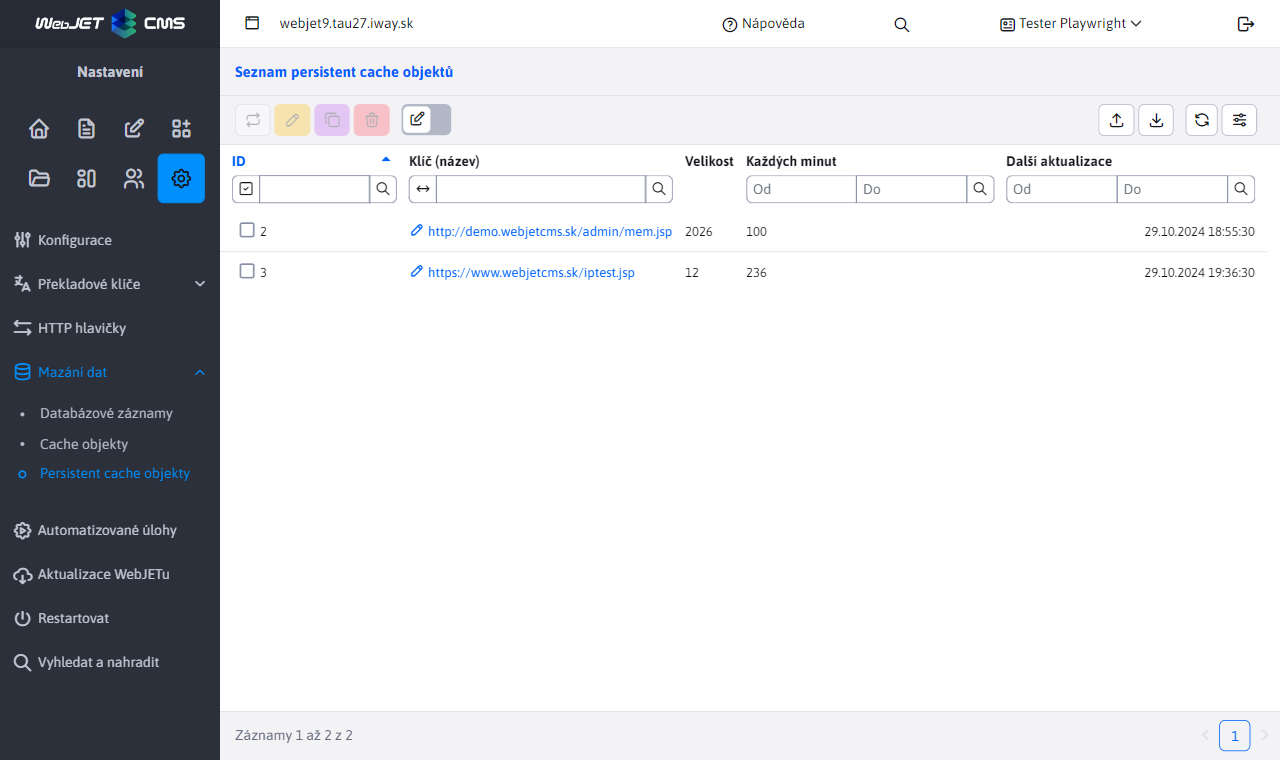 WebJET CMS
webjet9.tau27.iway.sk
Nápověda
Tester Playwright
Nastavení
Konfigurace
Překladové klíče
HTTP hlavičky
Mazání dat
Databázové záznamy
Cache objekty
Persistent cache objekty
Automatizované úlohy
Aktualizace WebJETu
Restartovat
Vyhledat a nahradit
Seznam persistent cache objektů
ID Klíč (název) Velikost Každých minut Další aktualizace
Od Do Od Do
2 http://demo.webjetcms.sk/admin/mem.jsp 2026 100 29.10.2024 18:55:30
3 https://www.webjetcms.sk/iptest.jsp 12 236 29.10.2024 19:36:30
Záznamy 1 až 2 z 2
1